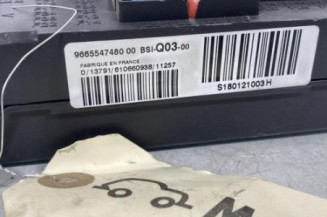 9665547480 00 BSI-Q03-00
FABRIQUE EN FRANCE
0/13791/610660938/11257
S180121003 H